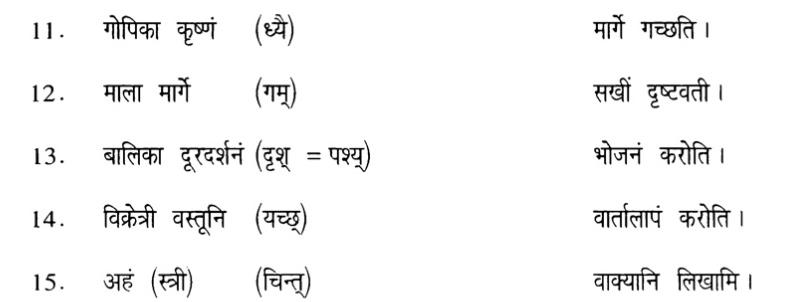 11. गोपिका कृष्णं (ध्यै) मार्गे गच्छति ।
12. माला मार्गे (गम्) सखीं दृष्टवती ।
13. बालिका दूरदर्शनं (दृश् = पश्य्) भोजनं करोति ।
14. विक्रेत्री वस्तूनि (यच्छ्) वार्तालापं करोति ।
15. अहं (स्त्री) (चिन्त्) वाक्यानि लिखामि ।